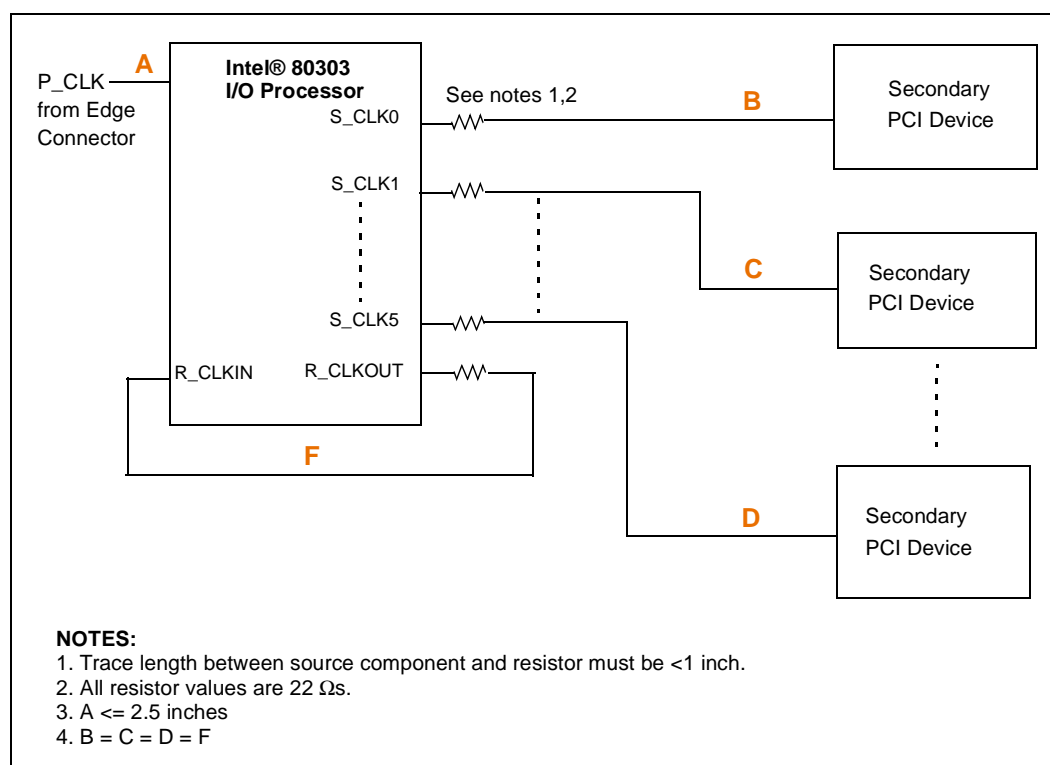 A
P_CLK
from Edge
Connector
Intel® 80303
I/O Processor
S_CLK0
See notes 1,2
B
Secondary
PCI Device
S_CLK1
C
Secondary
PCI Device
S_CLK5
R_CLKIN
R_CLKOUT
F
D
Secondary
PCI Device
NOTES:
1. Trace length between source component and resistor must be <1 inch.
2. All resistor values are 22 Ωs.
3. A <= 2.5 inches
4. B = C = D = F